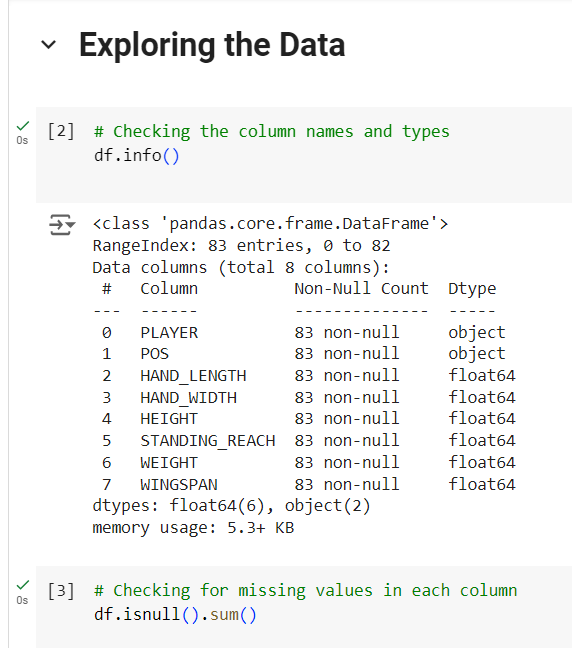 Exploring the Data
[2] # Checking the column names and types
df.info()
0s
<class 'pandas.core.frame.DataFrame'>
RangeIndex: 83 entries, 0 to 82
Data columns (total 8 columns):
# Column Non-Null Count Dtype
--- ------ -------------- -----
0 PLAYER 83 non-null object
1 POS 83 non-null object
2 HAND_LENGTH 83 non-null float64
3 HAND_WIDTH 83 non-null float64
4 HEIGHT 83 non-null float64
5 STANDING_REACH 83 non-null float64
6 WEIGHT 83 non-null float64
7 WINGSPAN 83 non-null float64
dtypes: float64(6), object(2)
memory usage: 5.3+ KB
[3] # Checking for missing values in each column
0s
df.isnull().sum()